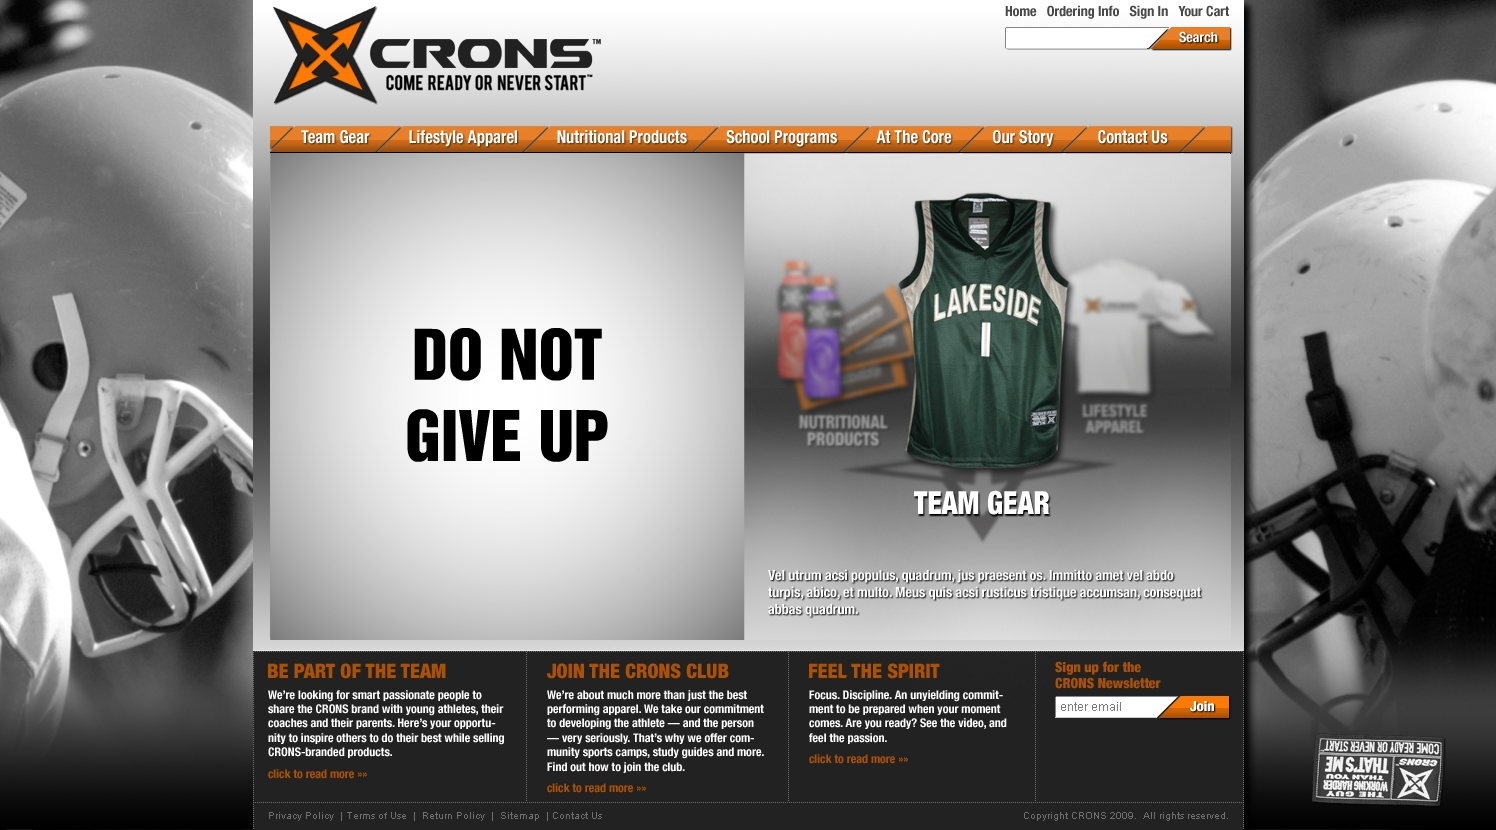 Home Ordering Info Sign In Your Cart
Search
CRONS™
COME READY OR NEVER START™
Team Gear Lifestyle Apparel Nutritional Products School Programs At The Core Our Story Contact Us
DO NOT
GIVE UP
LAKESIDE
1
CRONS
NUTRITIONAL
PRODUCTS
LIFESTYLE
APPAREL
TEAM GEAR
Vel utrum acsi populus, quadrum, jus praesent os. Immitto amet vel abdo
turpis, abico, et multo. Meus quis acsi rusticus tristique accumsan, consequat
abbas quadrum.
BE PART OF THE TEAM
We're looking for smart passionate people to
share the CRONS brand with young athletes, their
coaches and their parents. Here's your opportu-
nity to inspire others to do their best while selling
CRONS-branded products.
click to read more »»
JOIN THE CRONS CLUB
We're about much more than just the best
performing apparel. We take our commitment
to developing the athlete — and the person
— very seriously. That's why we offer com-
munity sports camps, study guides and more.
Find out how to join the club.
click to read more »»
FEEL THE SPIRIT
Focus. Discipline. An unyielding commit-
ment to be prepared when your moment
comes. Are you ready? See the video, and
feel the passion.
click to read more »»
Sign up for the
CRONS Newsletter
enter email
Join
THE GUY
WORKING HARDER
THAN YOU
THAT'S ME
CRONS
COME READY OR NEVER START
Privacy Policy | Terms of Use | Return Policy | Sitemap | Contact Us
Copyright CRONS 2009. All rights reserved.